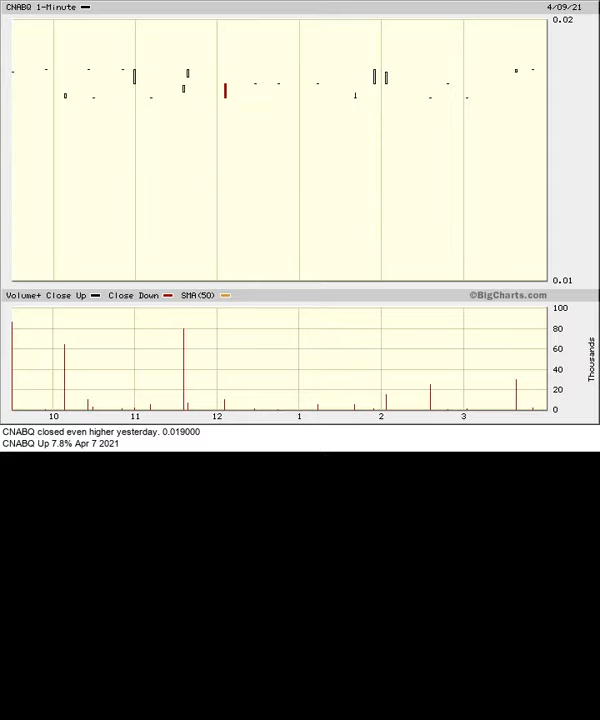 CNABQ 1-Minute 4/09/21
0.02
0.01
Volume+ Close Up Close Down SMA(50) ©BigCharts.com
100
80
60
40
20
0
Thousands
10 11 12 1 2 3
CNABQ closed even higher yesterday. 0.019000
CNABQ Up 7.8% Apr 7 2021